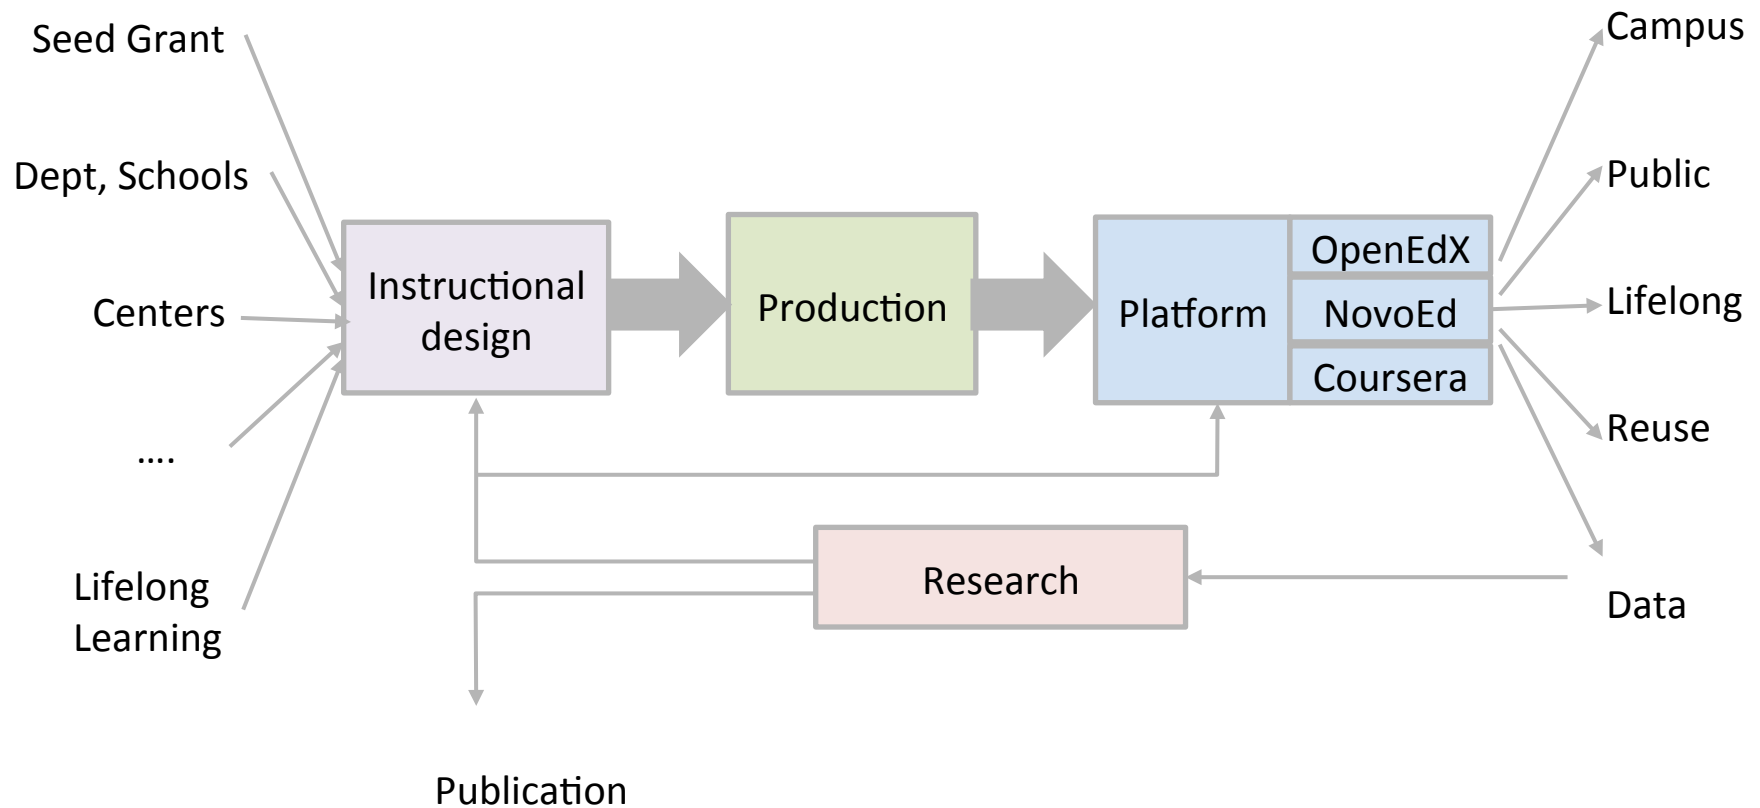 Seed Grant
Dept, Schools
Centers
....
Lifelong
Learning
Instructional
design
Production
Platform
OpenEdX
NovoEd
Coursera
Campus
Public
Lifelong
Reuse
Data
Research
Publication